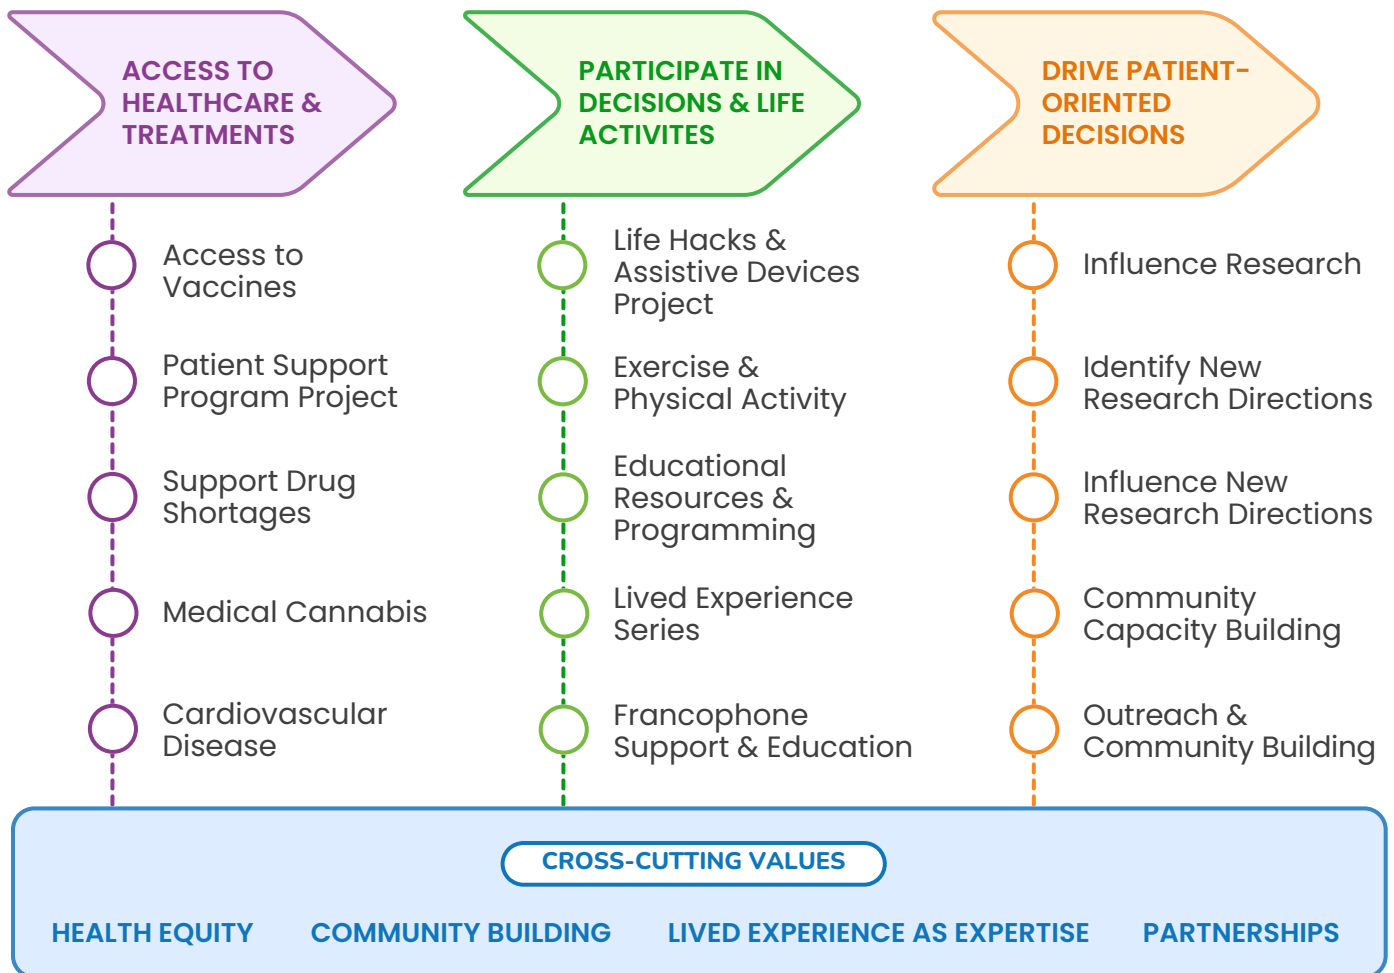 ACCESS TO
HEALTHCARE &
TREATMENTS
Access to
Vaccines
Patient Support
Program Project
Support Drug
Shortages
Medical Cannabis
Cardiovascular
Disease
PARTICIPATE IN
DECISIONS & LIFE
ACTIVITES
Life Hacks &
Assistive Devices
Project
Exercise &
Physical Activity
Educational
Resources &
Programming
Lived Experience
Series
Francophone
Support & Education
DRIVE PATIENT-
ORIENTED
DECISIONS
Influence Research
Identify New
Research Directions
Influence New
Research Directions
Community
Capacity Building
Outreach &
Community Building
CROSS-CUTTING VALUES
HEALTH EQUITY
COMMUNITY BUILDING
LIVED EXPERIENCE AS EXPERTISE
PARTNERSHIPS